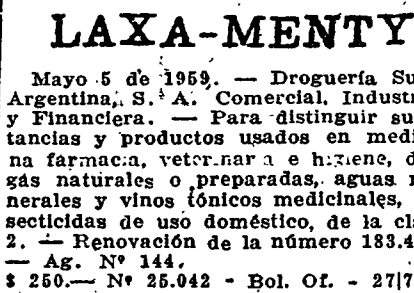 LAXA-MENTY
Mayo 5 de 1959. — Droguería Su
Argentina, S. A. Comercial, Industr
y Financiera. — Para distinguir su
tancias y productos usados en medi
na farmacia, veterinaria e higiene, d
gas naturales o preparadas, aguas m
nerales y vinos tónicos medicinales,
secticidas de uso doméstico, de la cl
2. — Renovación de la número 183.4
— Ag. Nº 144.
$ 250.— Nº 25.042 - Bol. Of. - 27|7